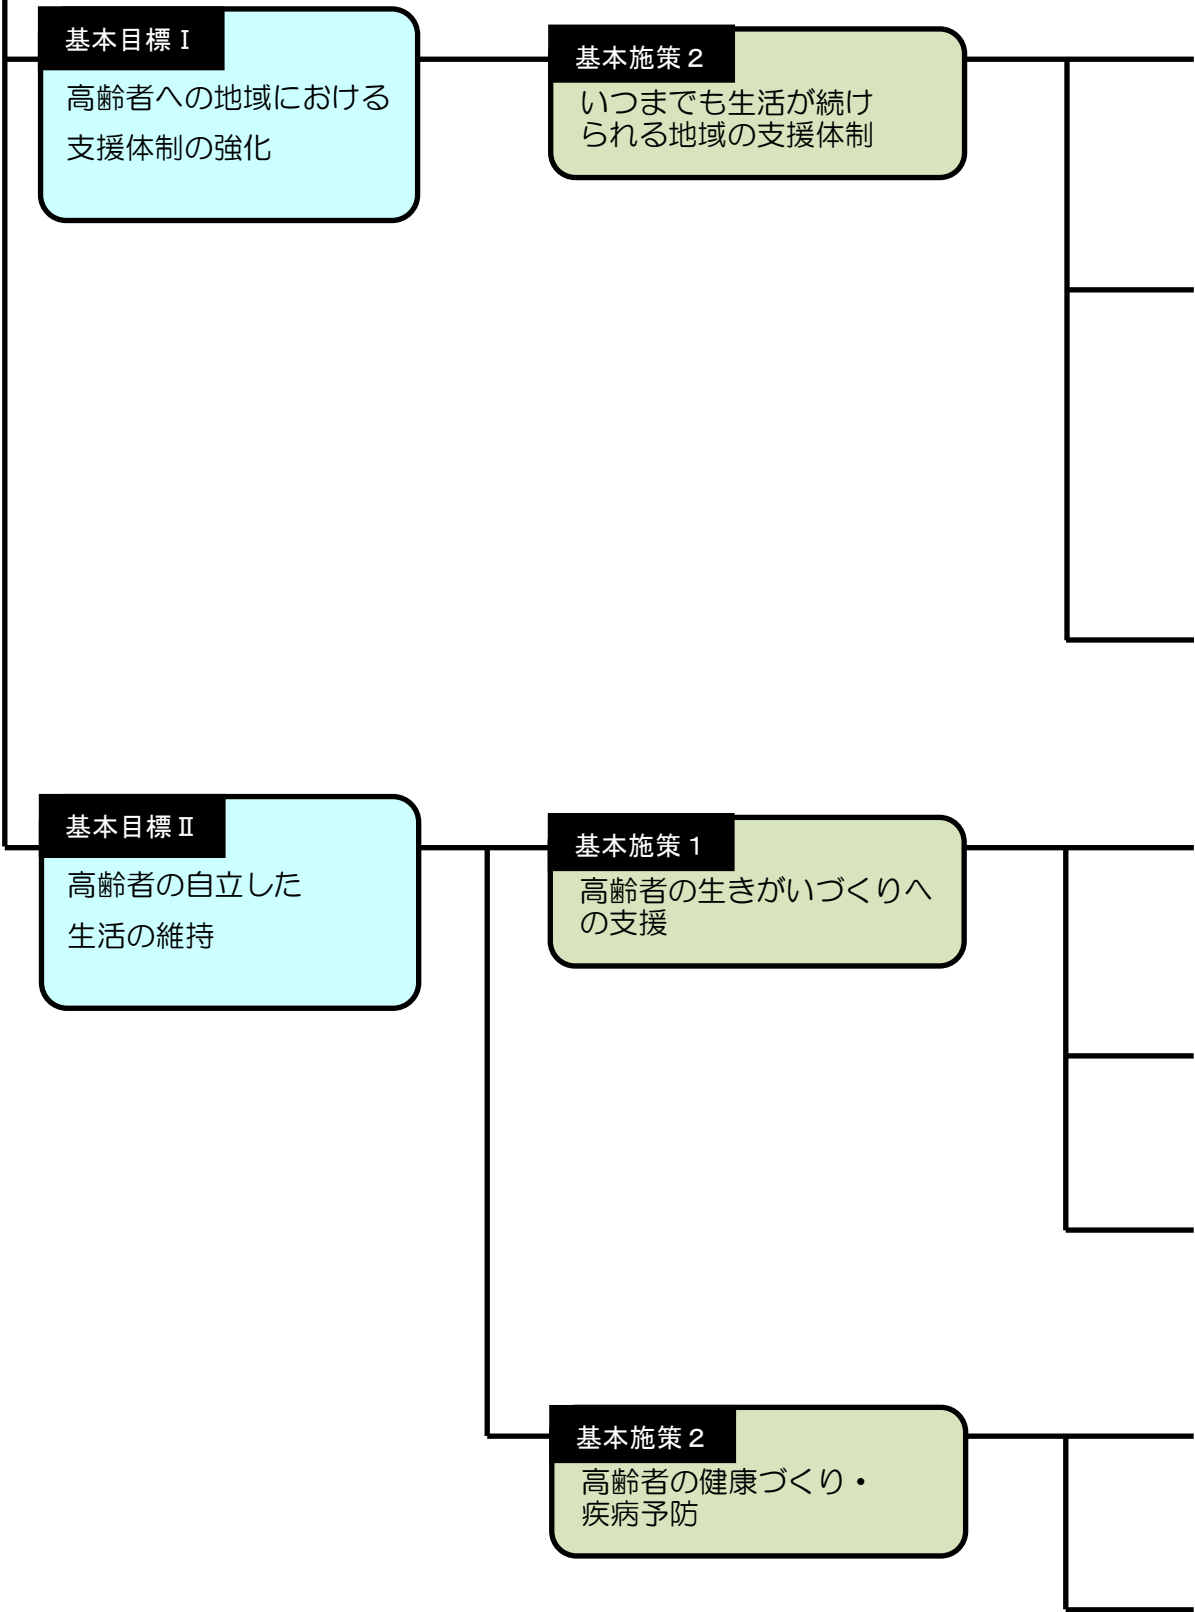 基本目標Ⅰ
高齢者への地域における
支援体制の強化
基本施策２
いつまでも生活が続け
られる地域の支援体制
基本目標Ⅱ
高齢者の自立した
生活の維持
基本施策１
高齢者の生きがいづくりへ
の支援
基本施策２
高齢者の健康づくり・
疾病予防